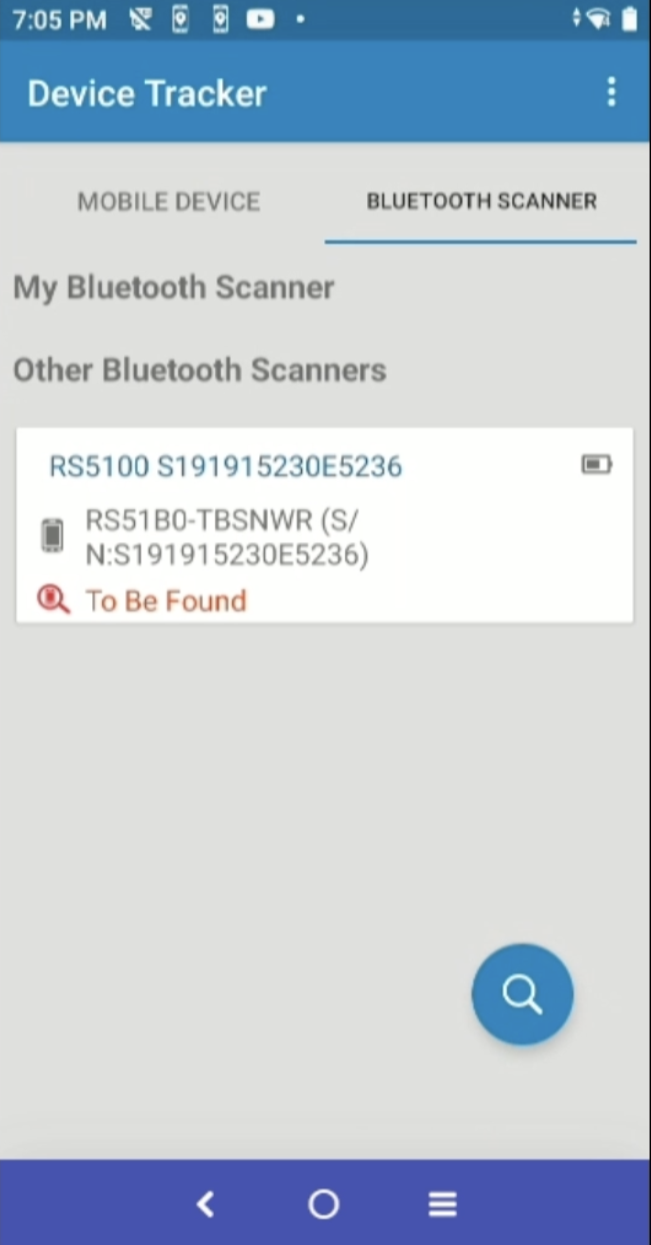 7:05 PM
Device Tracker
MOBILE DEVICE
BLUETOOTH SCANNER
My Bluetooth Scanner
Other Bluetooth Scanners
RS5100 S191915230E5236
RS51B0-TBSNWR (S/
N:S191915230E5236)
To Be Found